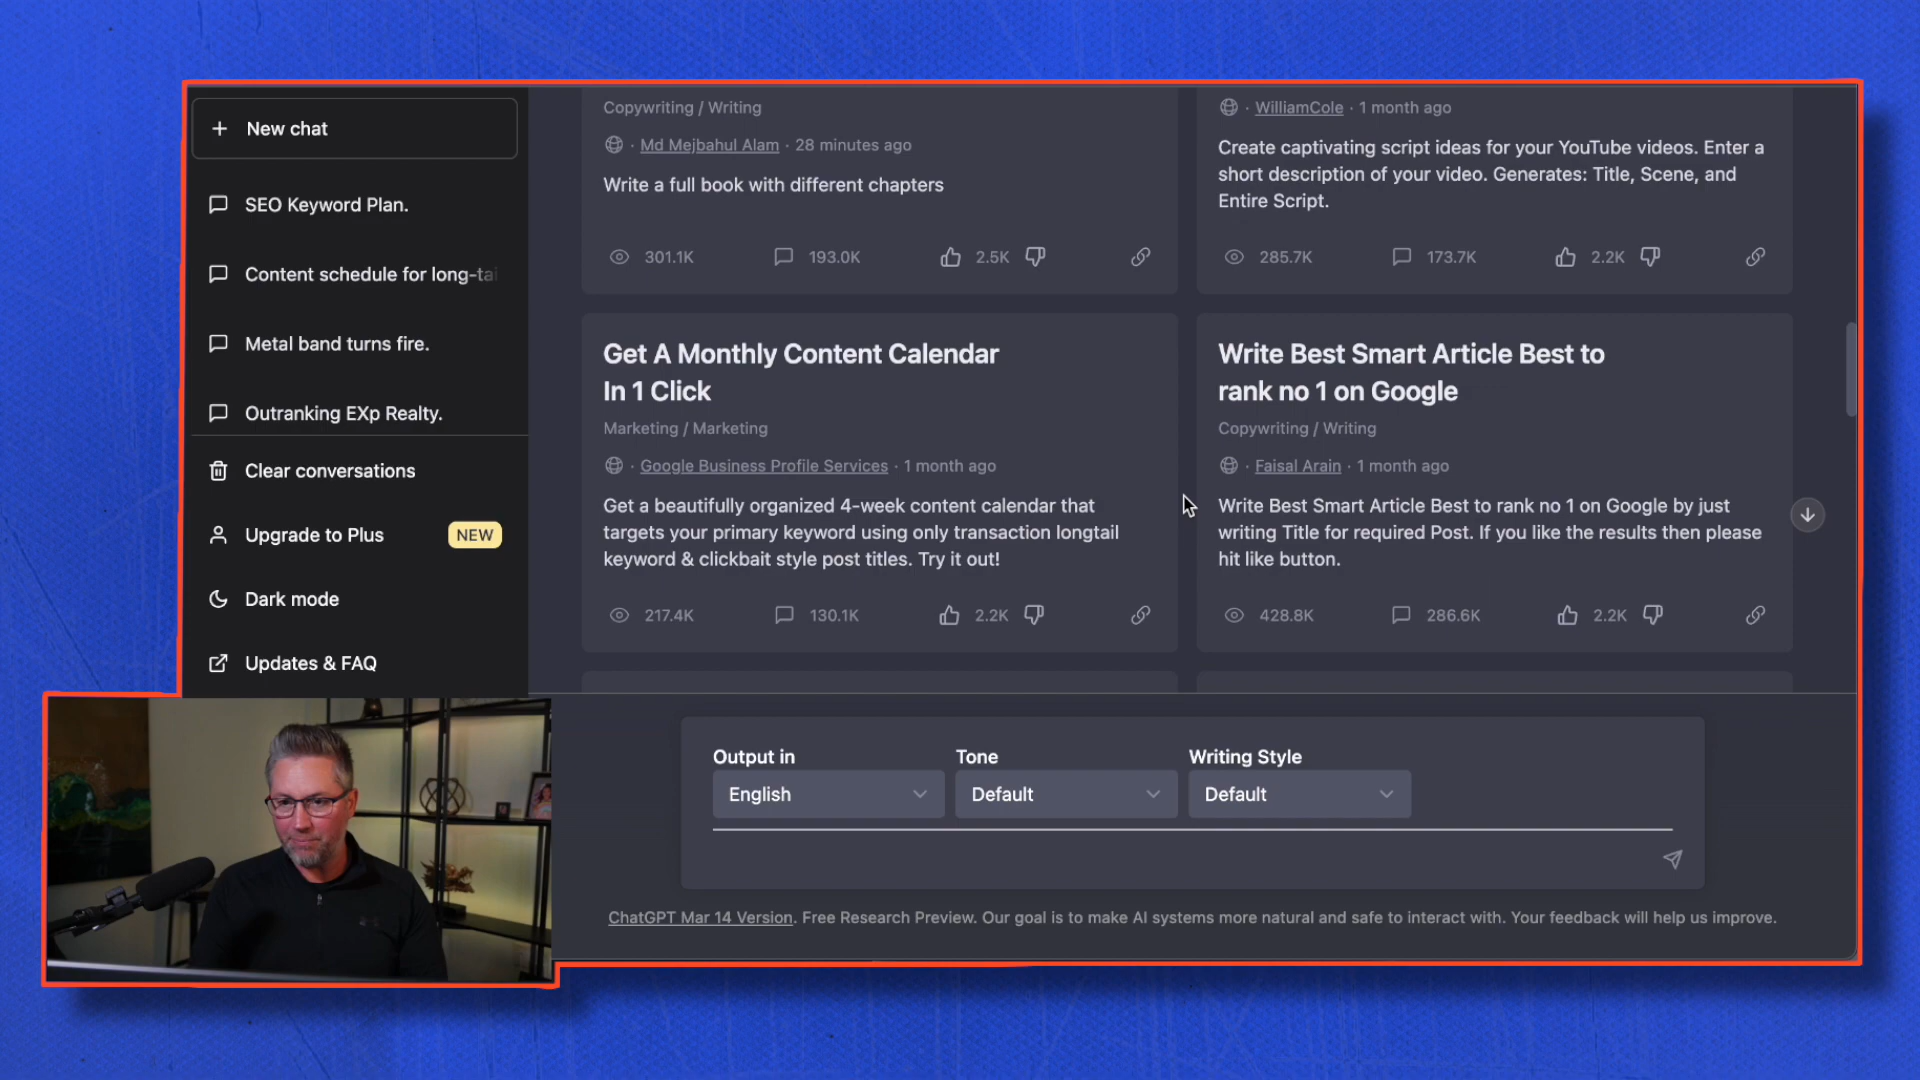 New chat
SEO Keyword Plan.
Content schedule for long-tai
Metal band turns fire.
Outranking EXp Realty.
Clear conversations
Upgrade to Plus NEW
Dark mode
Updates & FAQ
Copywriting / Writing
· Md Mejbahul Alam · 28 minutes ago
Write a full book with different chapters
301.1K 193.0K 2.5K
· WilliamCole · 1 month ago
Create captivating script ideas for your YouTube videos. Enter a
short description of your video. Generates: Title, Scene, and
Entire Script.
285.7K 173.7K 2.2K
Get A Monthly Content Calendar
In 1 Click
Marketing / Marketing
· Google Business Profile Services · 1 month ago
Get a beautifully organized 4-week content calendar that
targets your primary keyword using only transaction longtail
keyword & clickbait style post titles. Try it out!
217.4K 130.1K 2.2K
Write Best Smart Article Best to
rank no 1 on Google
Copywriting / Writing
· Faisal Arain · 1 month ago
Write Best Smart Article Best to rank no 1 on Google by just
writing Title for required Post. If you like the results then please
hit like button.
428.8K 286.6K 2.2K
Output in Tone Writing Style
English Default Default
ChatGPT Mar 14 Version. Free Research Preview. Our goal is to make AI systems more natural and safe to interact with. Your feedback will help us improve.